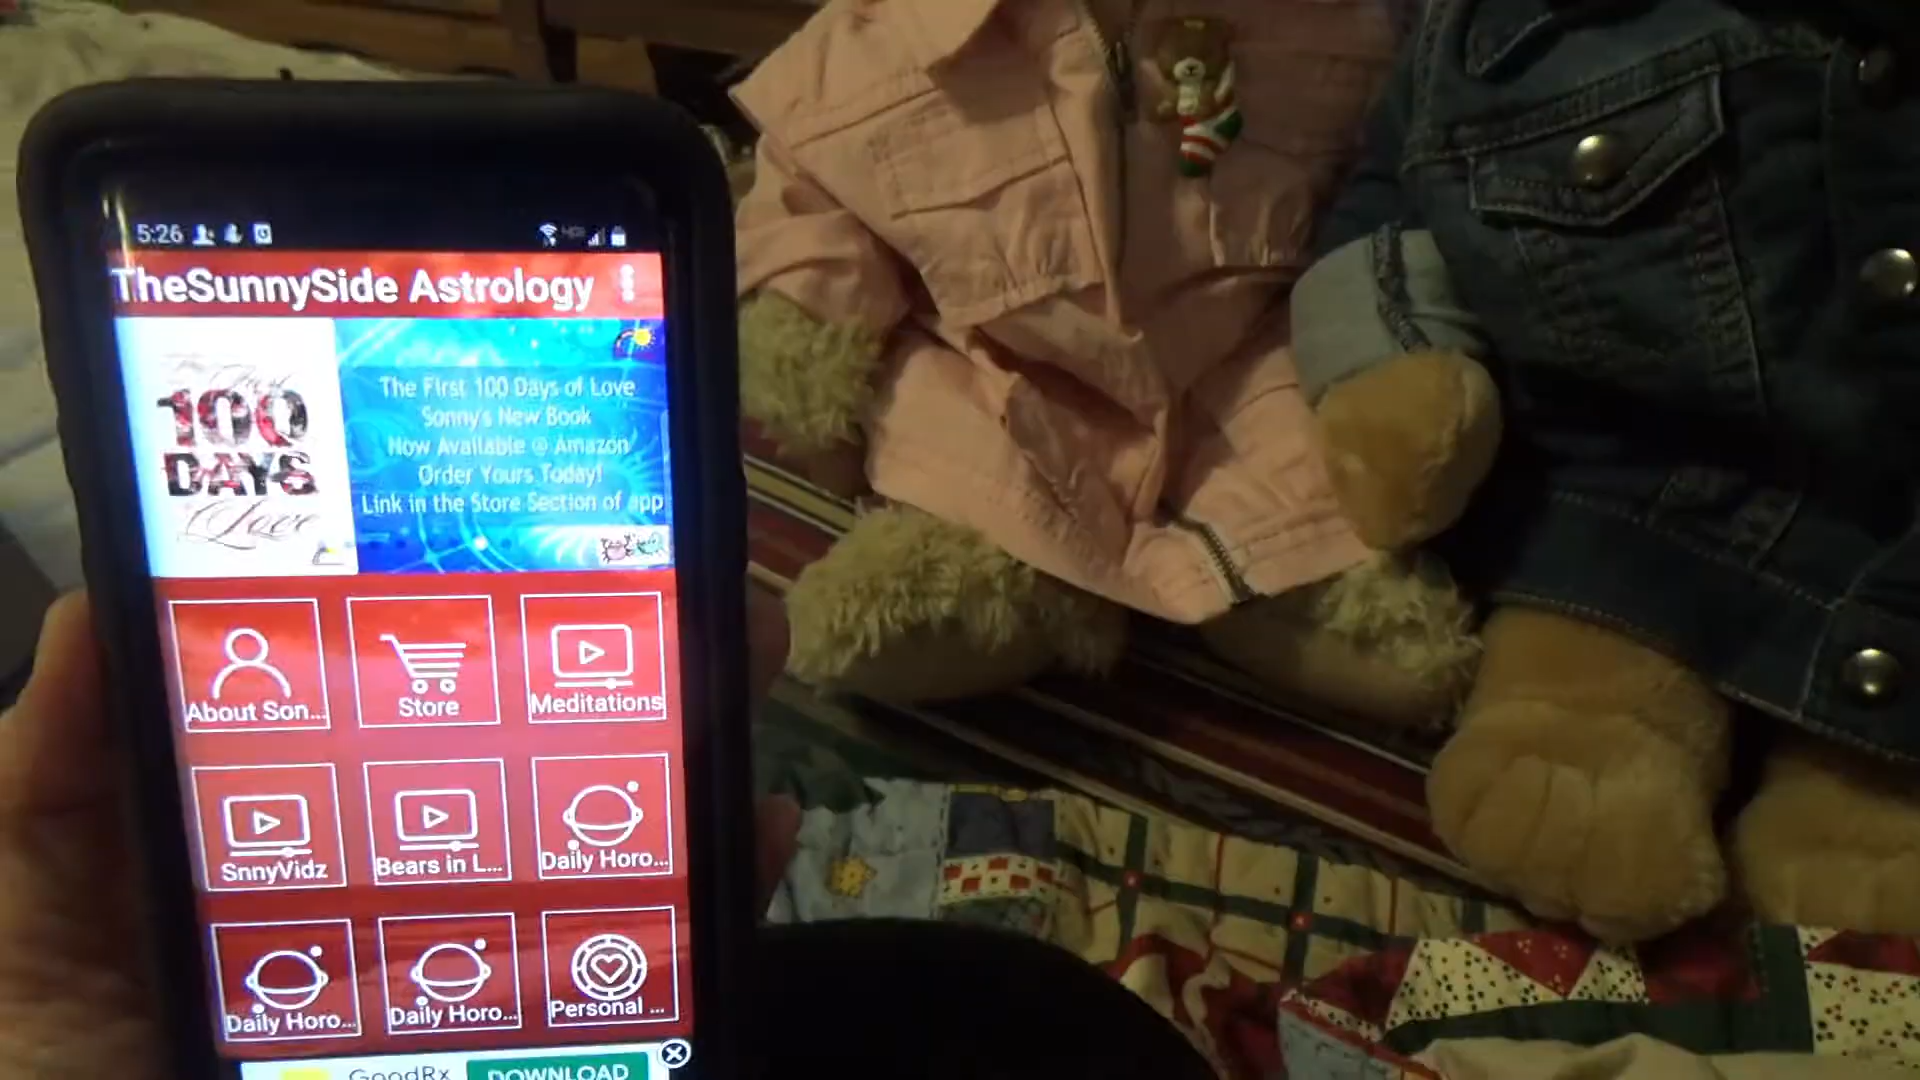 5:26
TheSunnySide Astrology
100
DAYS
Love
The First 100 Days of Love
Sonny's New Book
Now Available @ Amazon
Order Yours Today!
Link in the Store Section of app
About Son...
Store
Meditations
SnnyVidz
Bears in L...
Daily Horo...
Daily Horo...
Daily Horo...
Personal ...
GoodRx
DOWNLOAD